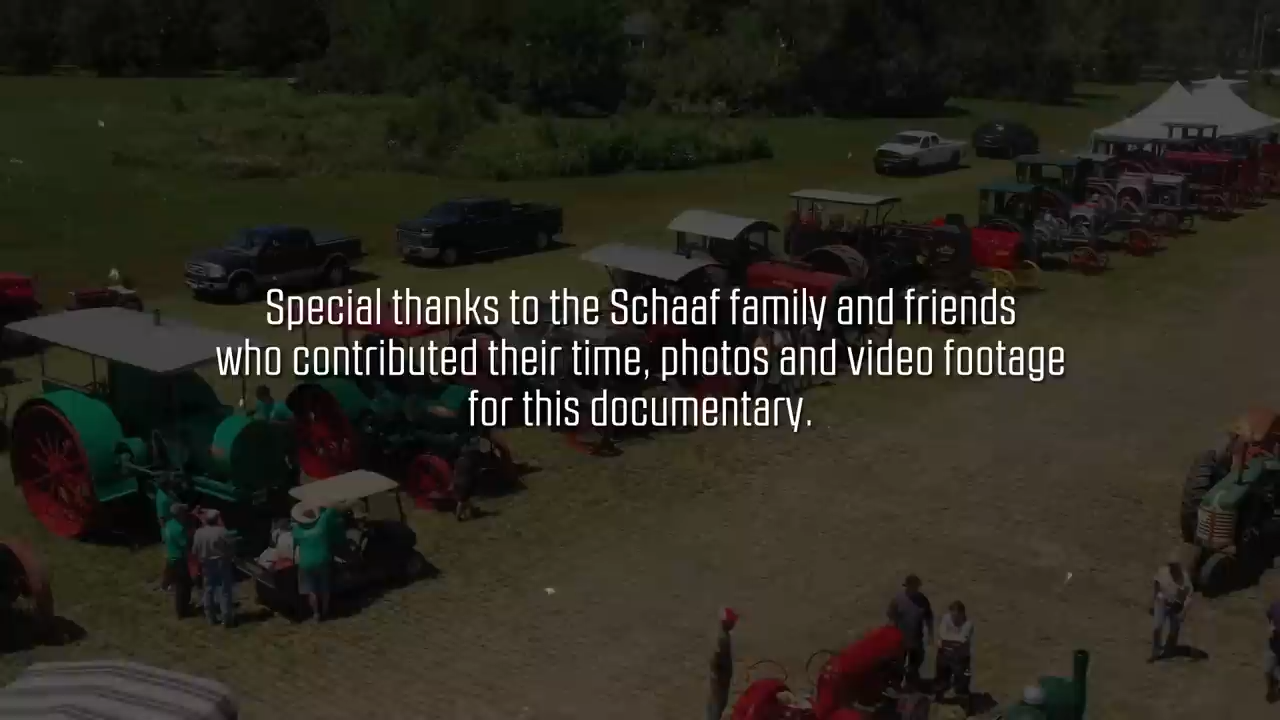 Special thanks to the Schaaf family and friends
who contributed their time, photos and video footage
for this documentary.